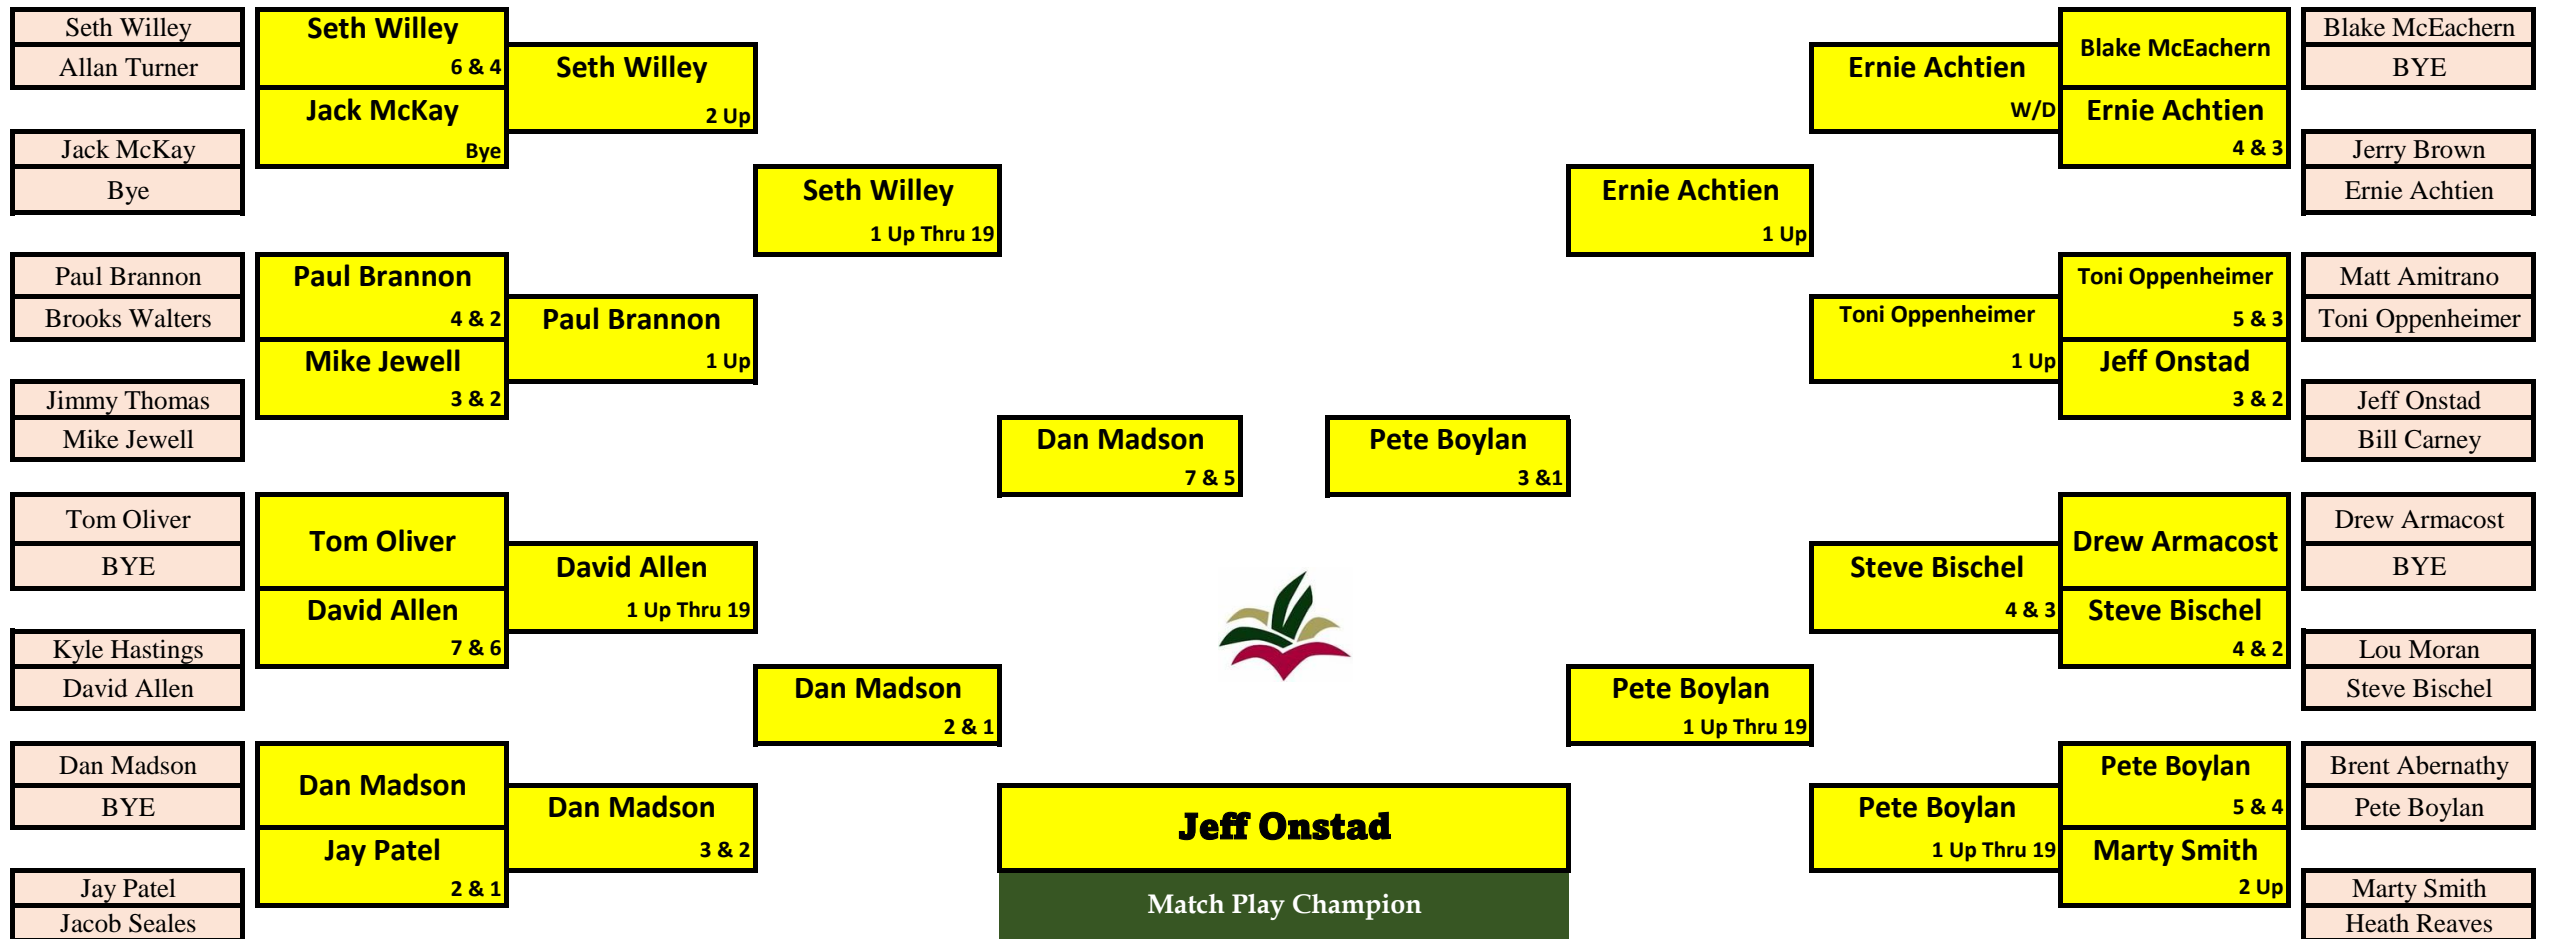 Seth Willey
Allan Turner
Jack McKay
Bye
Paul Brannon
Brooks Walters
Jimmy Thomas
Mike Jewell
Tom Oliver
BYE
Kyle Hastings
David Allen
Dan Madson
BYE
Jay Patel
Jacob Seales
Seth Willey
6 & 4
Jack McKay
Bye
Paul Brannon
4 & 2
Mike Jewell
3 & 2
Tom Oliver
David Allen
7 & 6
Dan Madson
Jay Patel
2 & 1
Seth Willey
2 Up
Paul Brannon
1 Up
David Allen
1 Up Thru 19
Dan Madson
3 & 2
Seth Willey
1 Up Thru 19
Dan Madson
2 & 1
Dan Madson
7 & 5
Pete Boylan
3 &1
Jeff Onstad
Match Play Champion
Ernie Achtien
1 Up
Pete Boylan
1 Up Thru 19
Ernie Achtien
W/D
Toni Oppenheimer
1 Up
Steve Bischel
4 & 3
Pete Boylan
1 Up Thru 19
Blake McEachern
Ernie Achtien
4 & 3
Toni Oppenheimer
5 & 3
Jeff Onstad
3 & 2
Drew Armacost
Steve Bischel
4 & 2
Pete Boylan
5 & 4
Marty Smith
2 Up
Blake McEachern
BYE
Jerry Brown
Ernie Achtien
Matt Amitrano
Toni Oppenheimer
Jeff Onstad
Bill Carney
Drew Armacost
BYE
Lou Moran
Steve Bischel
Brent Abernathy
Pete Boylan
Marty Smith
Heath Reaves